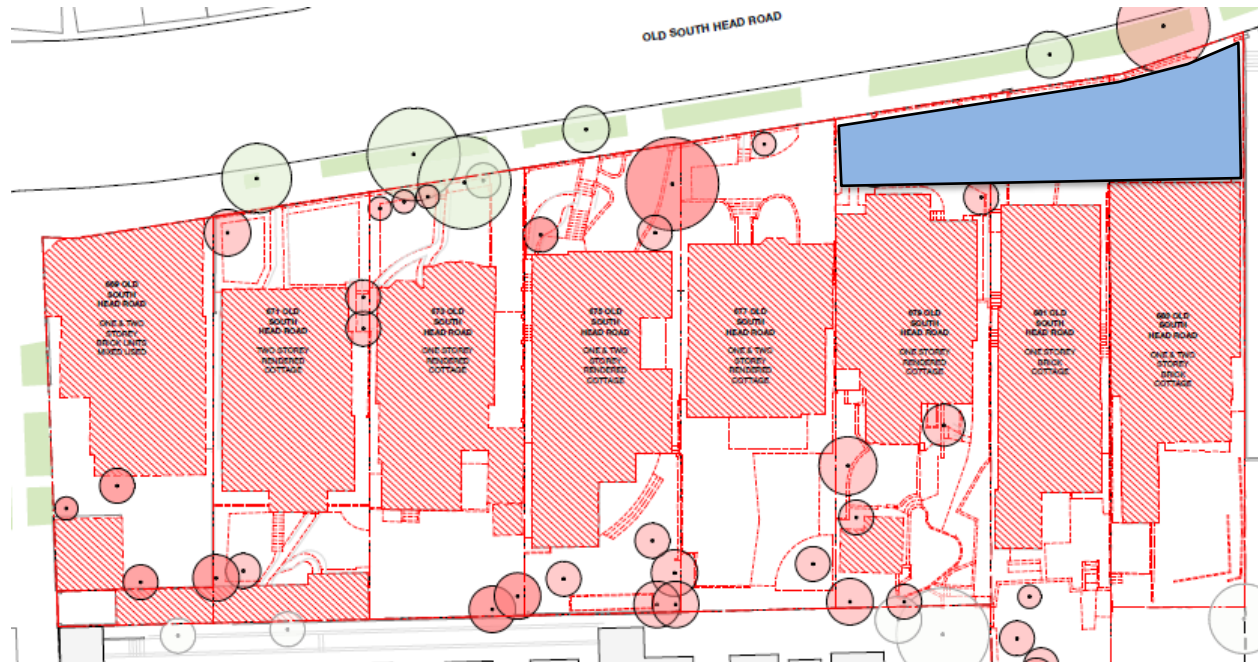 OLD SOUTH HEAD ROAD
669 OLD
SOUTH
HEAD ROAD
ONE & TWO
STOREY
BRICK UNITS
MIXED USED
671 OLD
SOUTH
HEAD ROAD
TWO STOREY
RENDERED
COTTAGE
673 OLD
SOUTH
HEAD ROAD
ONE STOREY
RENDERED
COTTAGE
675 OLD
SOUTH
HEAD ROAD
ONE & TWO
STOREY
RENDERED
COTTAGE
677 OLD
SOUTH
HEAD ROAD
ONE & TWO
STOREY
RENDERED
COTTAGE
679 OLD
SOUTH
HEAD ROAD
ONE STOREY
RENDERED
COTTAGE
681 OLD
SOUTH
HEAD ROAD
ONE STOREY
BRICK
COTTAGE
683 OLD
SOUTH
HEAD ROAD
ONE & TWO
STOREY
BRICK
COTTAGE